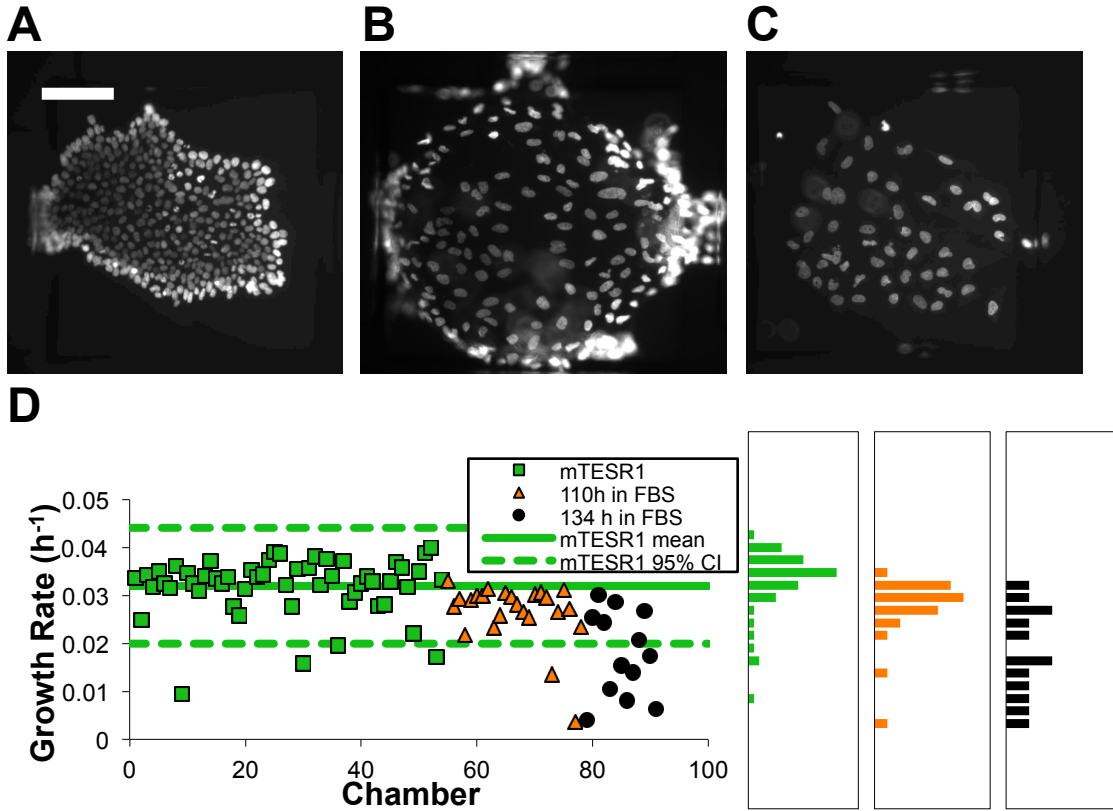 A
B
C
D
mTESR1
110h in FBS
134 h in FBS
mTESR1 mean
mTESR1 95% CI
Growth Rate (h⁻¹)
0.05
0.04
0.03
0.02
0.01
0
0 20 40 60 80 100
Chamber